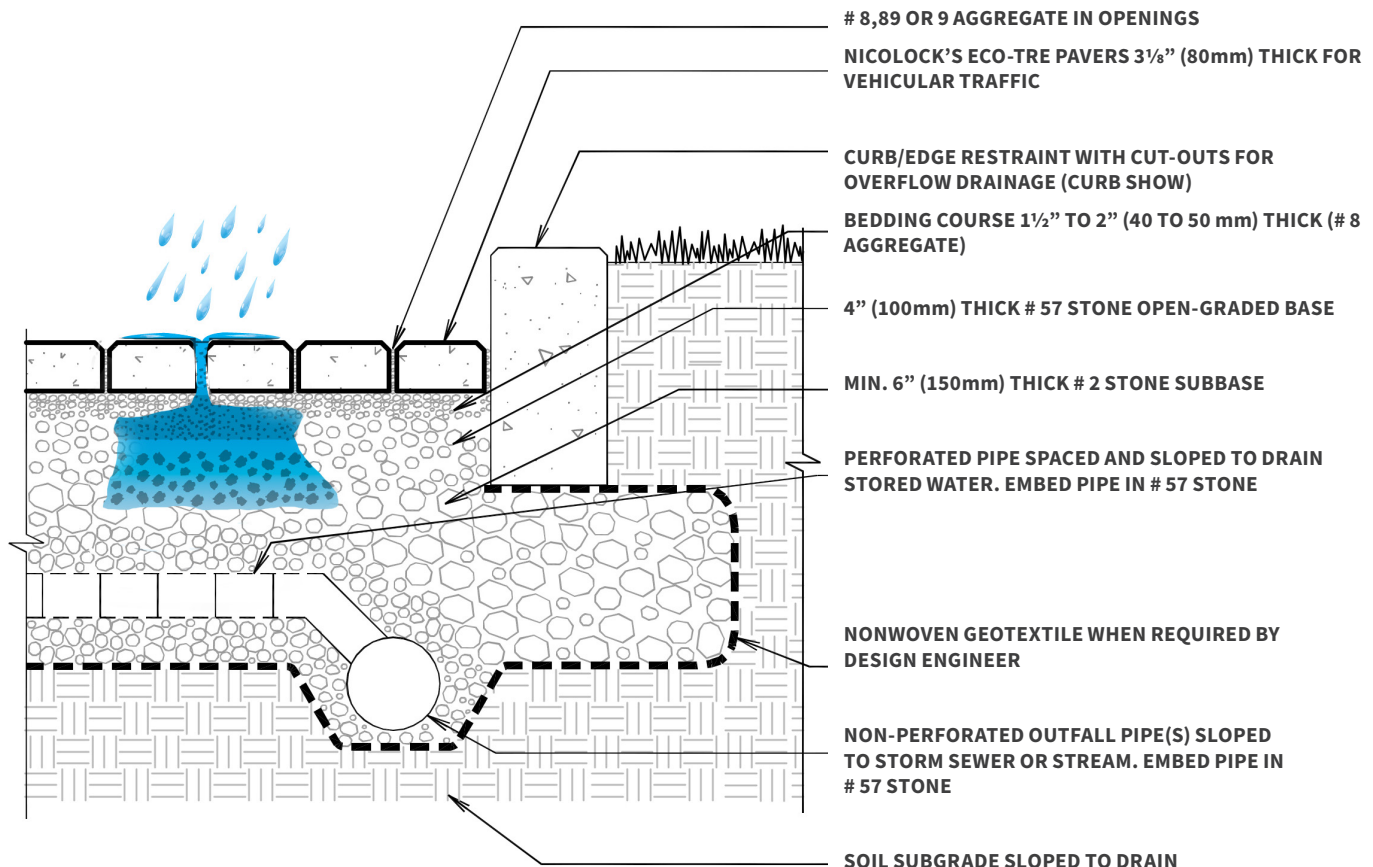 # 8,89 OR 9 AGGREGATE IN OPENINGS
NICOLOCK'S ECO-TRE PAVERS 3⅛” (80mm) THICK FOR
VEHICULAR TRAFFIC
CURB/EDGE RESTRAINT WITH CUT-OUTS FOR
OVERFLOW DRAINAGE (CURB SHOW)
BEDDING COURSE 1½” TO 2” (40 TO 50 mm) THICK (# 8
AGGREGATE)
4” (100mm) THICK # 57 STONE OPEN-GRADED BASE
MIN. 6” (150mm) THICK # 2 STONE SUBBASE
PERFORATED PIPE SPACED AND SLOPED TO DRAIN
STORED WATER. EMBED PIPE IN # 57 STONE
NONWOVEN GEOTEXTILE WHEN REQUIRED BY
DESIGN ENGINEER
NON-PERFORATED OUTFALL PIPE(S) SLOPED
TO STORM SEWER OR STREAM. EMBED PIPE IN
# 57 STONE
SOIL SUBGRADE SLOPED TO DRAIN